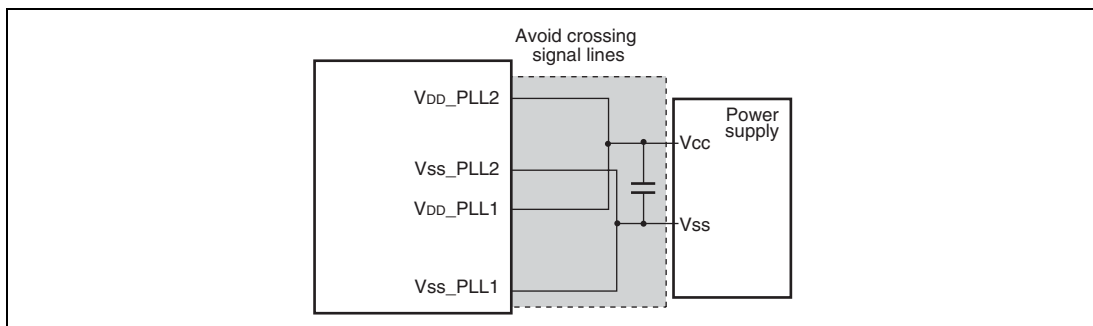 Avoid crossing
signal lines
VDD_PLL2
Vss_PLL2
VDD_PLL1
Vss_PLL1
Power
supply
Vcc
Vss